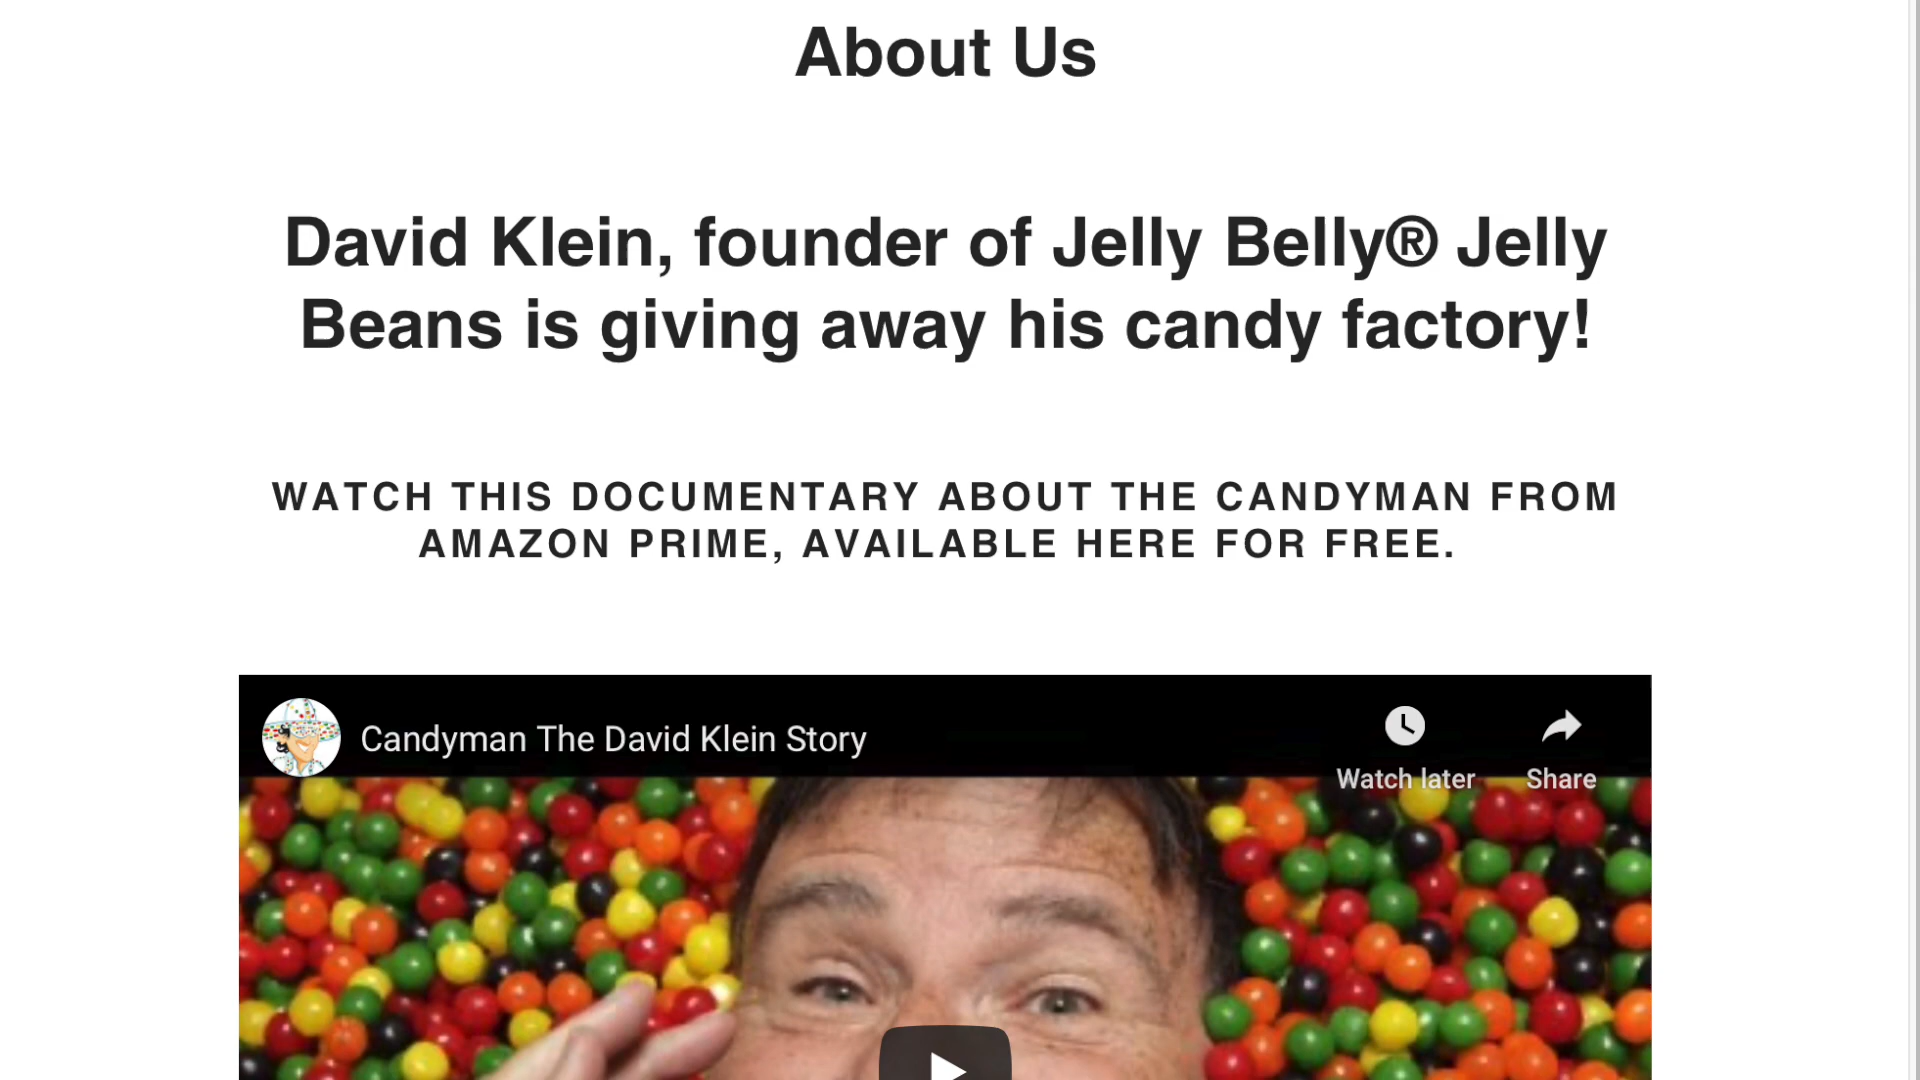 About Us
David Klein, founder of Jelly Belly® Jelly
Beans is giving away his candy factory!
WATCH THIS DOCUMENTARY ABOUT THE CANDYMAN FROM
AMAZON PRIME, AVAILABLE HERE FOR FREE.
Candyman The David Klein Story
Watch later
Share